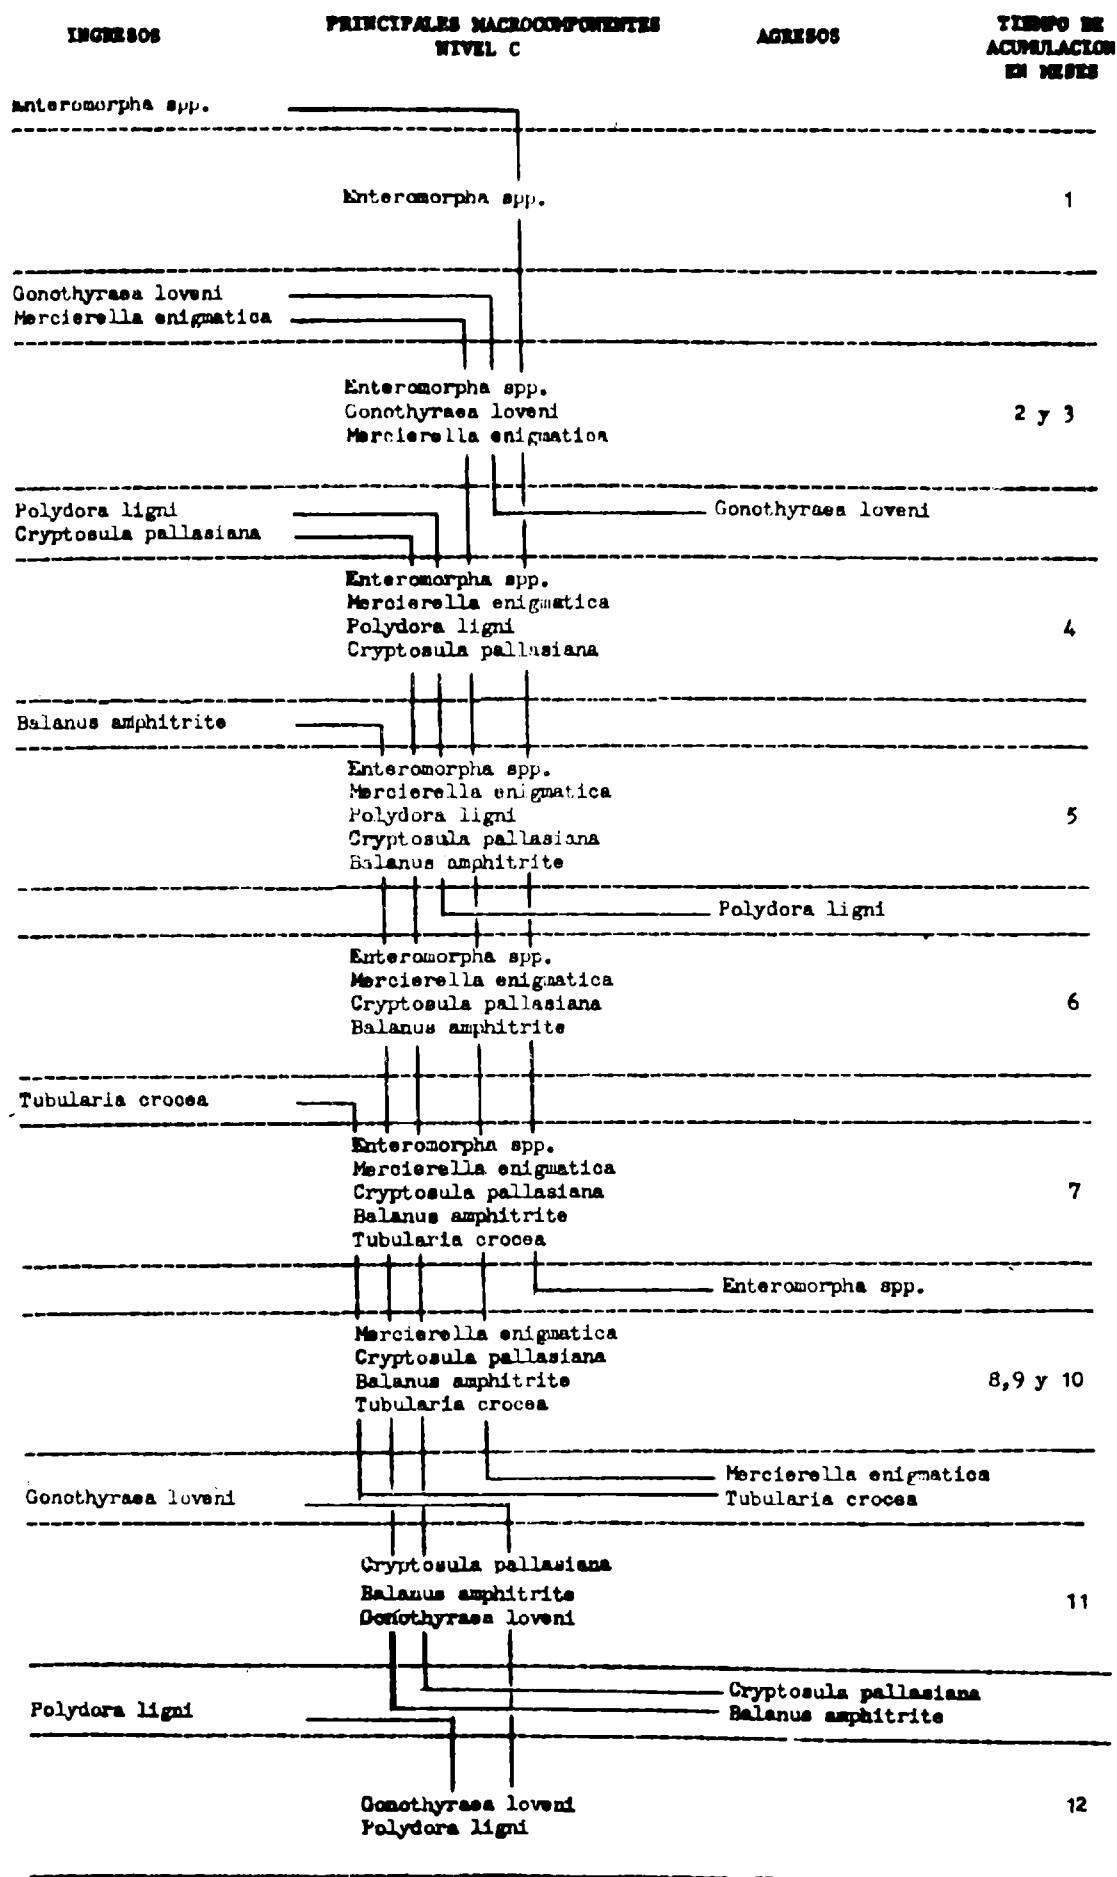 INGRESOS
PRINCIPALES MACROCOMPONENTES
NIVEL C
AGRESOS
TIEMPO DE
ACUMULACION
EN MESES
Enteromorpha spp.
Enteromorpha spp.
1
Gonothyraea loveni
Mercierella enigmatica
Enteromorpha spp.
Gonothyraea loveni
Mercierella enigmatica
2 y 3
Polydora ligni
Cryptosula pallasiana
Gonothyraea loveni
Enteromorpha spp.
Mercierella enigmatica
Polydora ligni
Cryptosula pallasiana
4
Balanus amphitrite
Enteromorpha spp.
Mercierella enigmatica
Polydora ligni
Cryptosula pallasiana
Balanus amphitrite
5
Polydora ligni
Enteromorpha spp.
Mercierella enigmatica
Cryptosula pallasiana
Balanus amphitrite
6
Tubularia crocea
Enteromorpha spp.
Mercierella enigmatica
Cryptosula pallasiana
Balanus amphitrite
Tubularia crocea
7
Enteromorpha spp.
Mercierella enigmatica
Cryptosula pallasiana
Balanus amphitrite
Tubularia crocea
8,9 y 10
Mercierella enigmatica
Tubularia crocea
Gonothyraea loveni
Cryptosula pallasiana
Balanus amphitrite
Gonothyraea loveni
11
Cryptosula pallasiana
Balanus amphitrite
Polydora ligni
Gonothyraea loveni
Polydora ligni
12